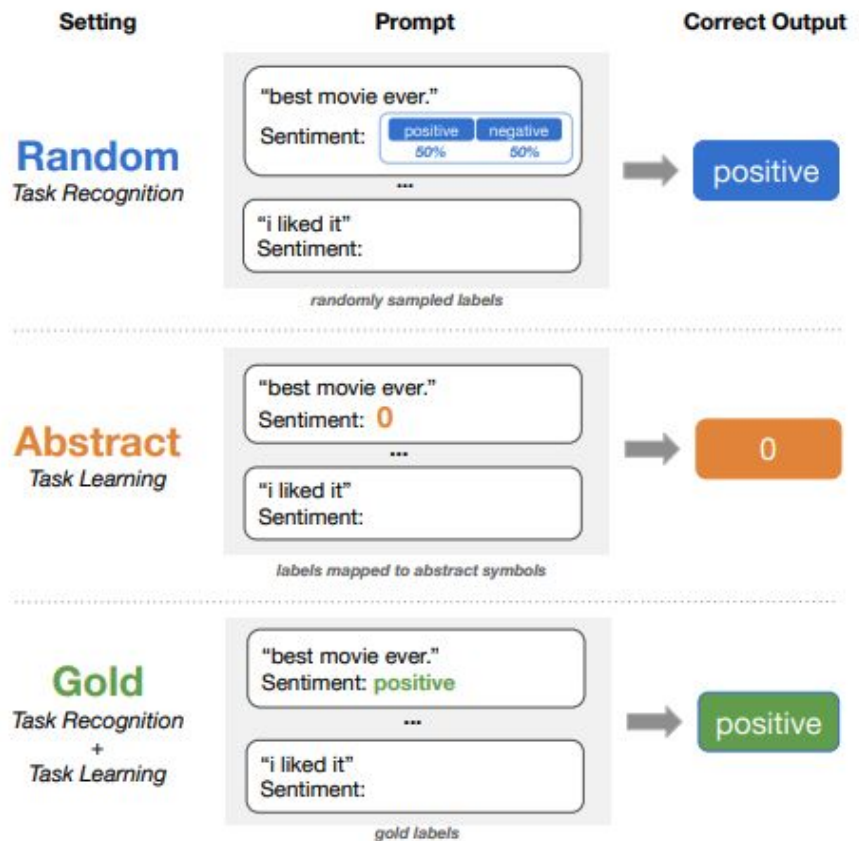 Setting Prompt Correct Output
"best movie ever."
Sentiment: positive negative
50% 50%
Random
Task Recognition
positive
...
"i liked it"
Sentiment:
randomly sampled labels
"best movie ever."
Sentiment: 0
Abstract
Task Learning
0
...
"i liked it"
Sentiment:
labels mapped to abstract symbols
"best movie ever."
Sentiment: positive
Gold
Task Recognition
+
Task Learning
positive
...
"i liked it"
Sentiment:
gold labels